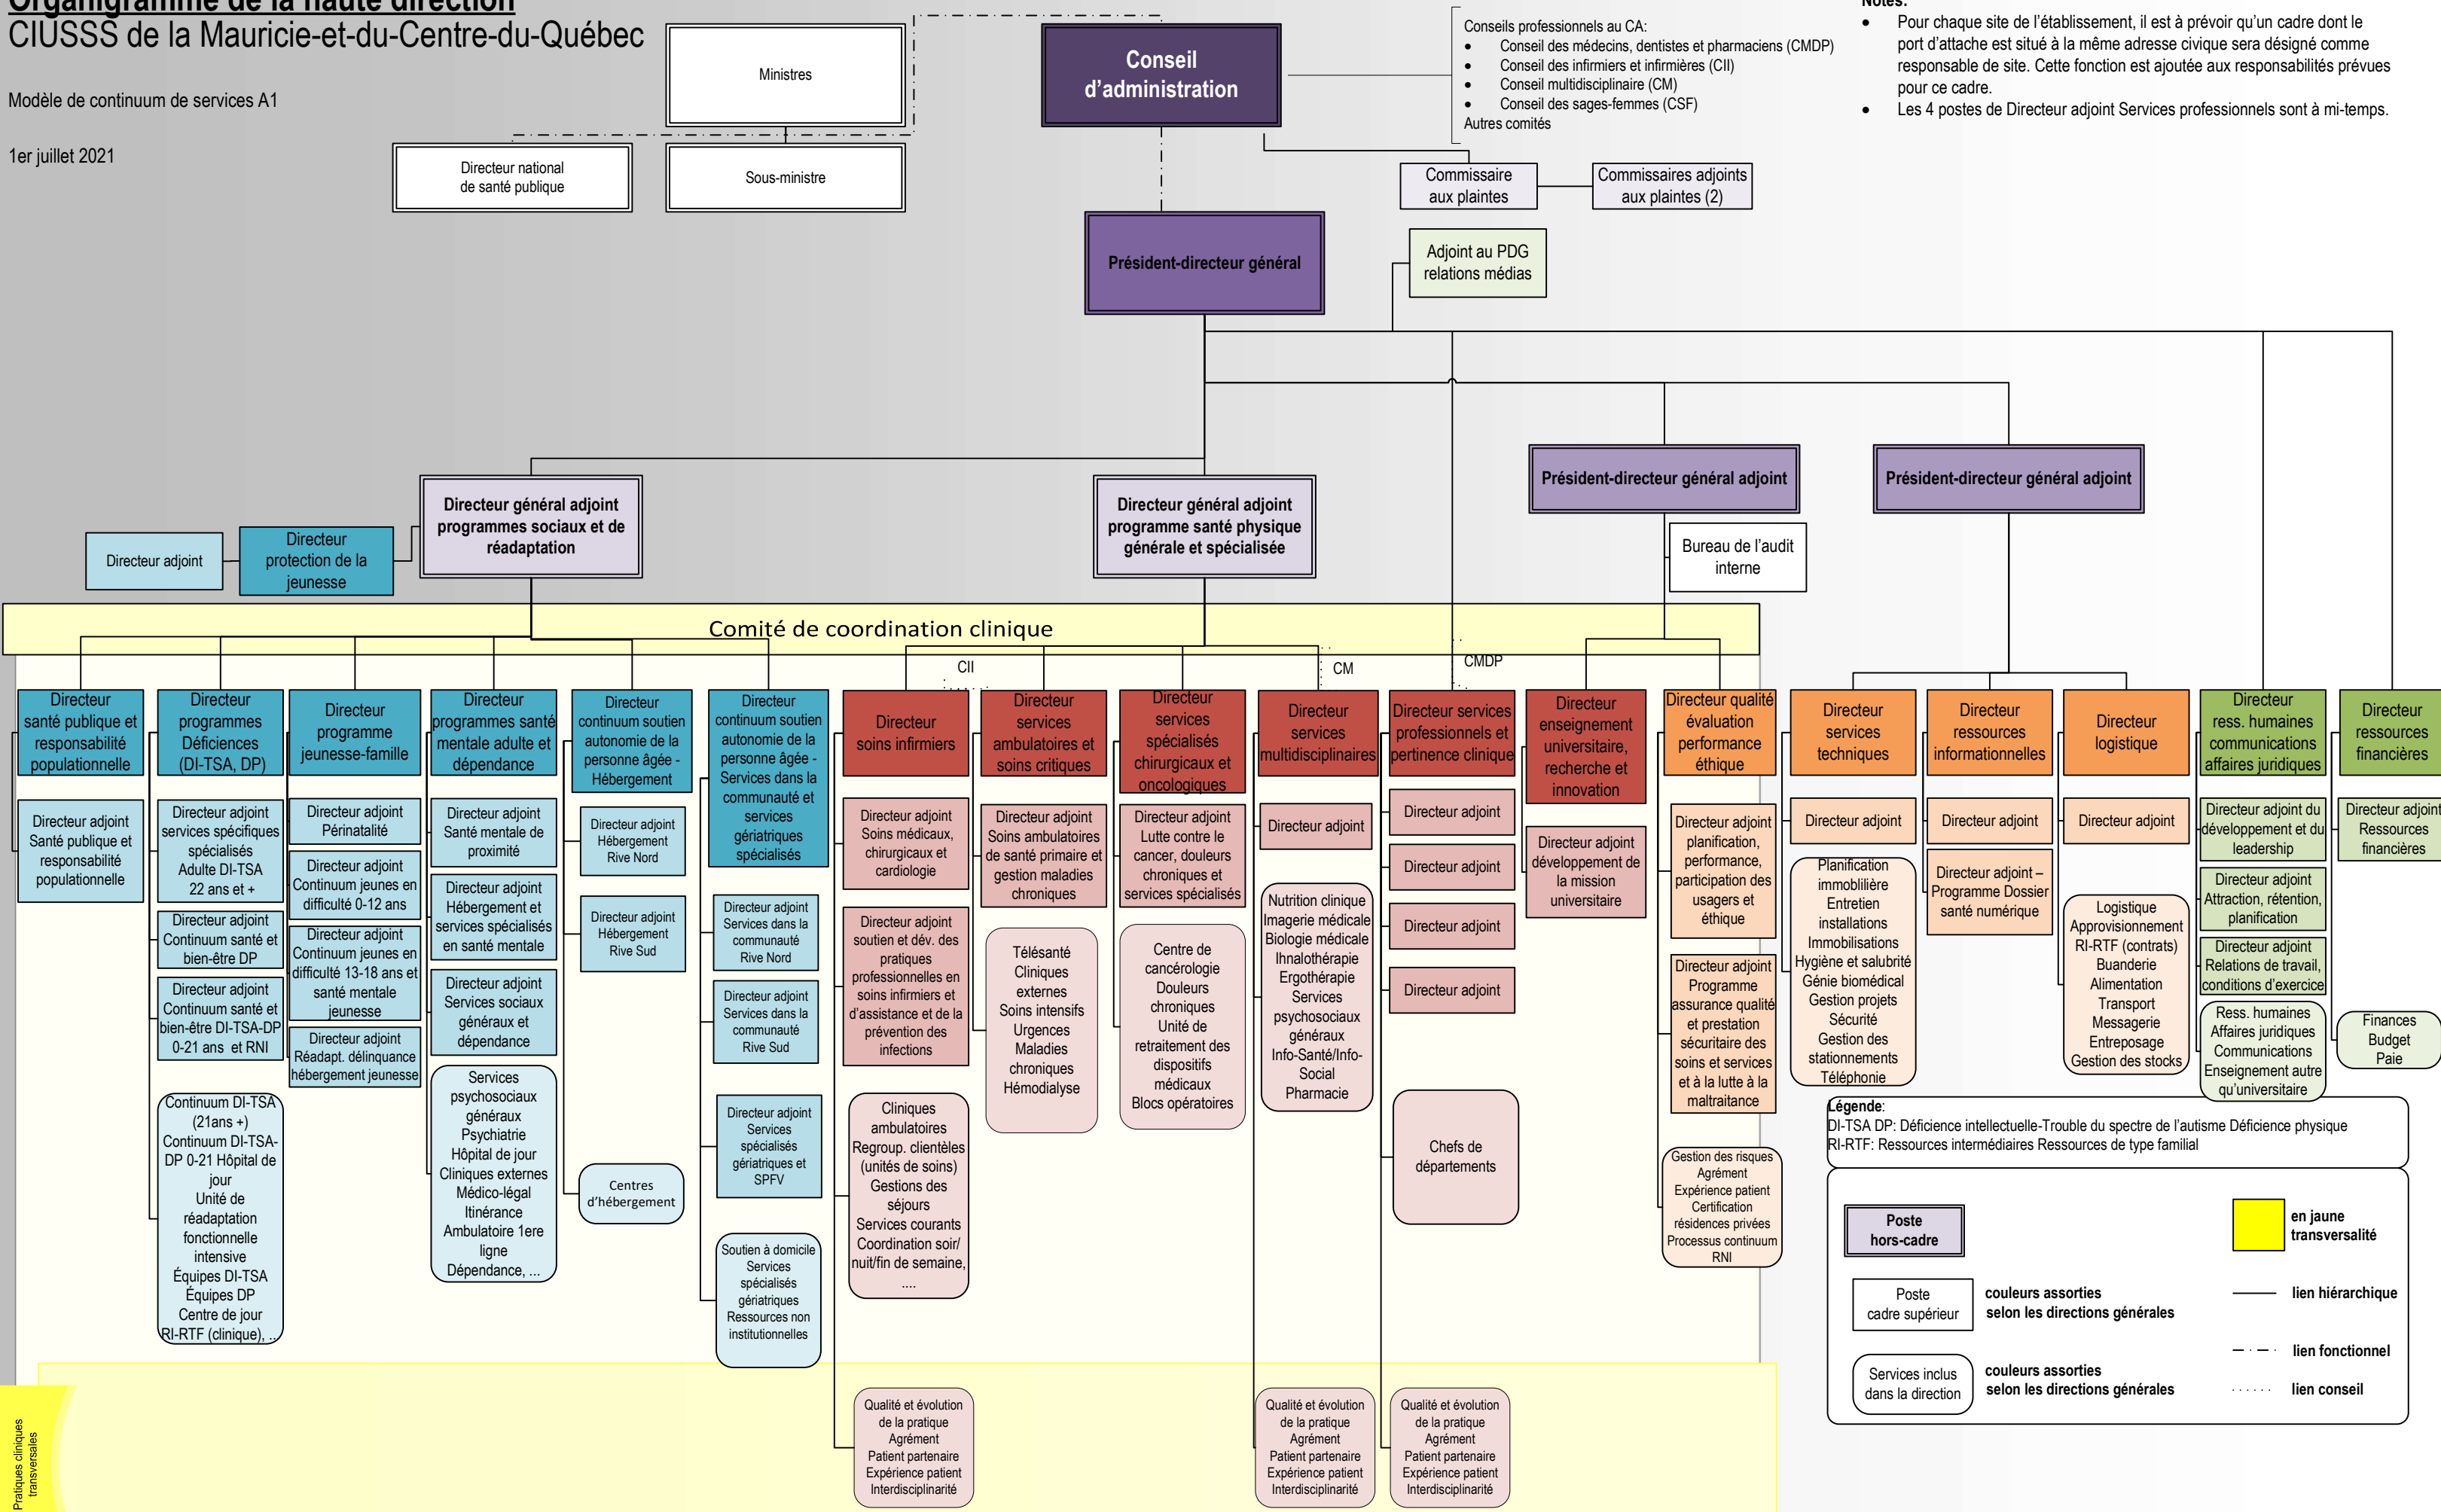 Organigramme de la haute direction
CIUSSS de la Mauricie-et-du-Centre-du-Québec
Modèle de continuum de services A1
1er juillet 2021
Ministres
Directeur national
de santé publique
Sous-ministre
Conseil
d’administration
Conseils professionnels au CA:
• Conseil des médecins, dentistes et pharmaciens (CMDP)
• Conseil des infirmiers et infirmières (CII)
• Conseil multidisciplinaire (CM)
• Conseil des sages-femmes (CSF)
Autres comités
Notes:
• Pour chaque site de l’établissement, il est à prévoir qu’un cadre dont le
port d’attache est situé à la même adresse civique sera désigné comme
responsable de site. Cette fonction est ajoutée aux responsabilités prévues
pour ce cadre.
• Les 4 postes de Directeur adjoint Services professionnels sont à mi-temps.
Commissaire
aux plaintes
Commissaires adjoints
aux plaintes (2)
Président-directeur général
Adjoint au PDG
relations médias
Directeur adjoint
Directeur
protection de la
jeunesse
Directeur général adjoint
programmes sociaux et de
réadaptation
Directeur général adjoint
programme santé physique
générale et spécialisée
Président-directeur général adjoint
Président-directeur général adjoint
Bureau de l’audit
interne
Comité de coordination clinique
CII
CM
CMDP
Directeur
santé publique et
responsabilité
populationnelle
Directeur adjoint
Santé publique et
responsabilité
populationnelle
Directeur
programmes
Déficiences
(DI-TSA, DP)
Directeur adjoint
services spécifiques
spécialisés
Adulte DI-TSA
22 ans et +
Directeur adjoint
Continuum santé et
bien-être DP
Directeur adjoint
Continuum santé et
bien-être DI-TSA-DP
0-21 ans et RNI
Continuum DI-TSA
(21ans +)
Continuum DI-TSA-
DP 0-21 Hôpital de
jour
Unité de
réadaptation
fonctionnelle
intensive
Équipes DI-TSA
Équipes DP
Centre de jour
RI-RTF (clinique), ..
Directeur
programme
jeunesse-famille
Directeur adjoint
Périnatalité
Directeur adjoint
Continuum jeunes en
difficulté 0-12 ans
Directeur adjoint
Continuum jeunes en
difficulté 13-18 ans et
santé mentale
jeunesse
Directeur adjoint
Réadapt. délinquance
hébergement jeunesse
Directeur
programmes santé
mentale adulte et
dépendance
Directeur adjoint
Santé mentale de
proximité
Directeur adjoint
Hébergement et
services spécialisés
en santé mentale
Directeur adjoint
Services sociaux
généraux et
dépendance
Services
psychosociaux
généraux
Psychiatrie
Hôpital de jour
Cliniques externes
Médico-légal
Itinérance
Ambulatoire 1ere
ligne
Dépendance, ...
Directeur
continuum soutien
autonomie de la
personne âgée -
Hébergement
Directeur adjoint
Hébergement
Rive Nord
Directeur adjoint
Hébergement
Rive Sud
Centres
d’hébergement
Directeur
continuum soutien
autonomie de la
personne âgée -
Services dans la
communauté et
services
gériatriques
spécialisés
Directeur adjoint
Services dans la
communauté
Rive Nord
Directeur adjoint
Services dans la
communauté
Rive Sud
Directeur adjoint
Services
spécialisés
gériatriques et
SPFV
Soutien à domicile
Services
spécialisés
gériatriques
Ressources non
institutionnelles
Directeur
soins infirmiers
Directeur adjoint
Soins médicaux,
chirurgicaux et
cardiologie
Directeur adjoint
soutien et dév. des
pratiques
professionnelles en
soins infirmiers et
d’assistance et de la
prévention des
infections
Cliniques
ambulatoires
Regroup. clientèles
(unités de soins)
Gestions des
séjours
Services courants
Coordination soir/
nuit/fin de semaine,
....
Directeur
services
ambulatoires et
soins critiques
Directeur adjoint
Soins ambulatoires
de santé primaire et
gestion maladies
chroniques
Télésanté
Cliniques
externes
Soins intensifs
Urgences
Maladies
chroniques
Hémodialyse
Directeur
services
spécialisés
chirurgicaux et
oncologiques
Directeur adjoint
Lutte contre le
cancer, douleurs
chroniques et
services spécialisés
Centre de
cancérologie
Douleurs
chroniques
Unité de
retraitement des
dispositifs
médicaux
Blocs opératoires
Directeur
services
multidisciplinaires
Directeur adjoint
Nutrition clinique
Imagerie médicale
Biologie médicale
Ihnalothérapie
Ergothérapie
Services
psychosociaux
généraux
Info-Santé/Info-
Social
Pharmacie
Directeur services
professionnels et
pertinence clinique
Directeur adjoint
Directeur adjoint
Directeur adjoint
Directeur adjoint
Chefs de
départements
Directeur
enseignement
universitaire,
recherche et
innovation
Directeur adjoint
développement de
la mission
universitaire
Directeur qualité
évaluation
performance
éthique
Directeur adjoint
planification,
performance,
participation des
usagers et
éthique
Directeur adjoint
Programme
assurance qualité
et prestation
sécuritaire des
soins et services
et à la lutte à la
maltraitance
Gestion des risques
Agrément
Expérience patient
Certification
résidences privées
Processus continuum
RNI
Directeur
services
techniques
Directeur adjoint
Planification
immoblilière
Entretien
installations
Immobilisations
Hygiène et salubrité
Génie biomédical
Gestion projets
Sécurité
Gestion des
stationnements
Téléphonie
Directeur
ressources
informationnelles
Directeur adjoint
Directeur adjoint –
Programme Dossier
santé numérique
Directeur
logistique
Directeur adjoint
Logistique
Approvisionnement
RI-RTF (contrats)
Buanderie
Alimentation
Transport
Messagerie
Entreposage
Gestion des stocks
Directeur
ress. humaines
communications
affaires juridiques
Directeur adjoint du
développement et du
leadership
Directeur adjoint
Attraction, rétention,
planification
Directeur adjoint
Relations de travail,
conditions d’exercice
Ress. humaines
Affaires juridiques
Communications
Enseignement autre
qu’universitaire
Directeur
ressources
financières
Directeur adjoint
Ressources
financières
Finances
Budget
Paie
Légende:
DI-TSA DP: Déficience intellectuelle-Trouble du spectre de l’autisme Déficience physique
RI-RTF: Ressources intermédiaires Ressources de type familial
Poste
hors-cadre
en jaune
transversalité
Poste
cadre supérieur
couleurs assorties
selon les directions générales
lien hiérarchique
lien fonctionnel
Services inclus
dans la direction
couleurs assorties
selon les directions générales
lien conseil
Pratiques cliniques
transversales
Qualité et évolution
de la pratique
Agrément
Patient partenaire
Expérience patient
Interdisciplinarité
Qualité et évolution
de la pratique
Agrément
Patient partenaire
Expérience patient
Interdisciplinarité
Qualité et évolution
de la pratique
Agrément
Patient partenaire
Expérience patient
Interdisciplinarité